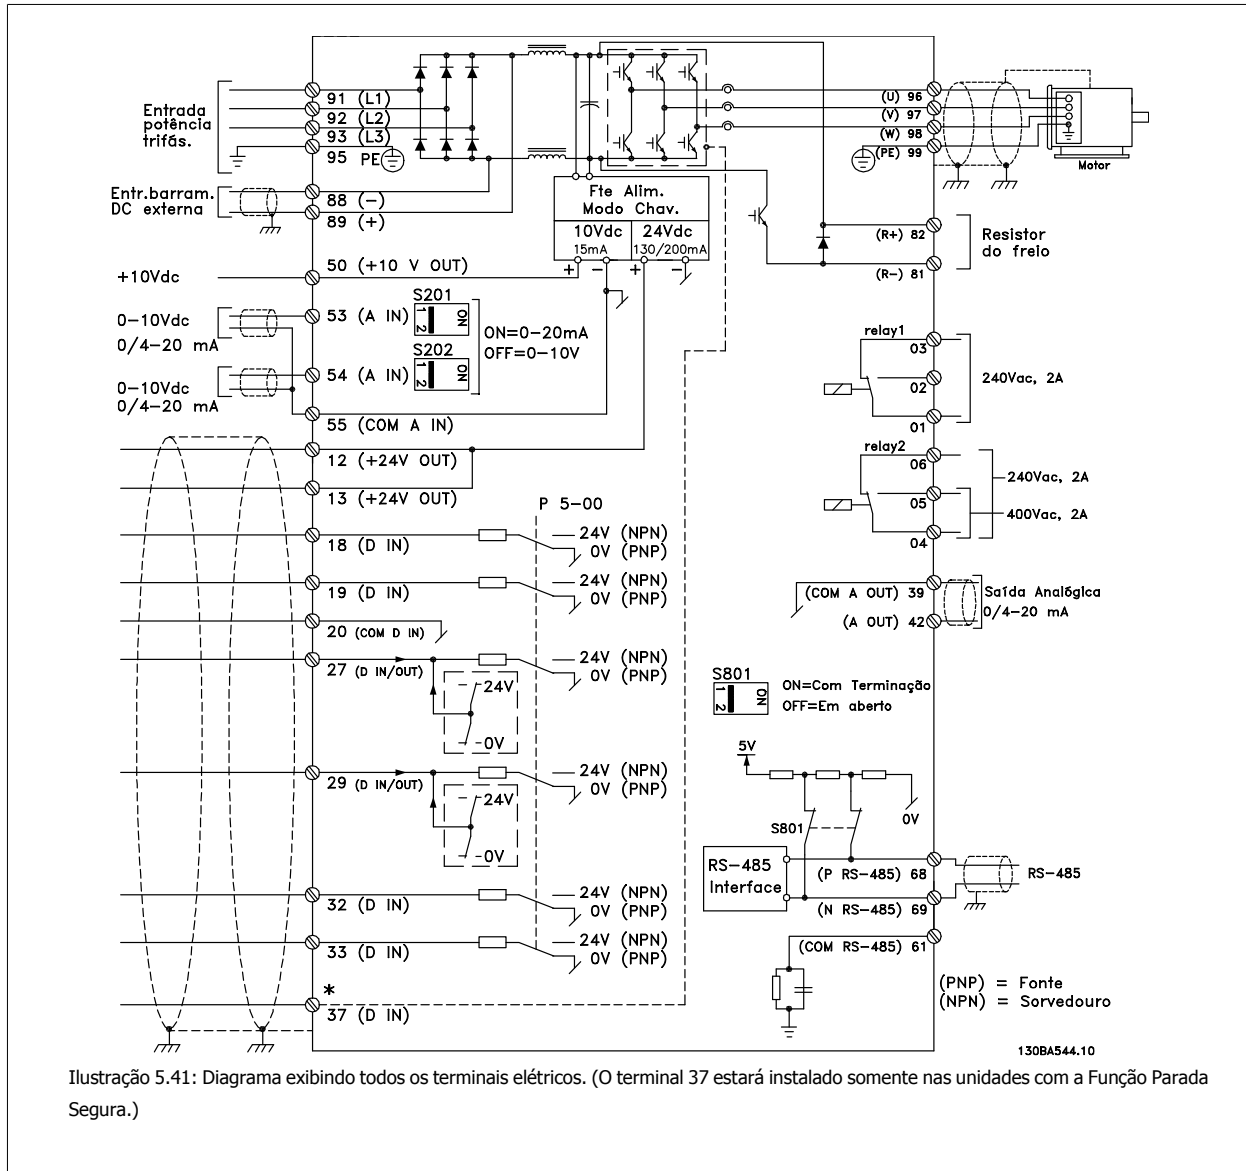 Entrada
potência
trifás.
91 (L1)
92 (L2)
93 (L3)
95 PE
Entr.barram.
DC externa
88 (-)
89 (+)
+10Vdc
50 (+10 V OUT)
0-10Vdc
0/4-20 mA
53 (A IN)
S201
1 2
ON
ON=0-20mA
OFF=0-10V
S202
1 2
ON
0-10Vdc
0/4-20 mA
54 (A IN)
55 (COM A IN)
12 (+24V OUT)
13 (+24V OUT)
P 5-00
18 (D IN)
24V (NPN)
0V (PNP)
19 (D IN)
24V (NPN)
0V (PNP)
20 (COM D IN)
27 (D IN/OUT)
24V (NPN)
0V (PNP)
24V
0V
29 (D IN/OUT)
24V (NPN)
0V (PNP)
24V
0V
32 (D IN)
24V (NPN)
0V (PNP)
33 (D IN)
24V (NPN)
0V (PNP)
*
37 (D IN)
Fte Alim.
Modo Chav.
10Vdc
15mA
24Vdc
130/200mA
+ - + -
(U) 96
(V) 97
(W) 98
(PE) 99
Motor
(R+) 82
Resistor
do freio
(R-) 81
relay1
03
02
240Vac, 2A
01
relay2
06
240Vac, 2A
05
400Vac, 2A
04
(COM A OUT) 39
Saída Analógica
0/4-20 mA
(A OUT) 42
S801
1 2
ON
ON=Com Terminação
OFF=Em aberto
5V
S801
0V
RS-485
Interface
(P RS-485) 68
RS-485
(N RS-485) 69
(COM RS-485) 61
(PNP) = Fonte
(NPN) = Sorvedouro
130BA544.10
Ilustração 5.41: Diagrama exibindo todos os terminais elétricos. (O terminal 37 estará instalado somente nas unidades com a Função Parada
Segura.)